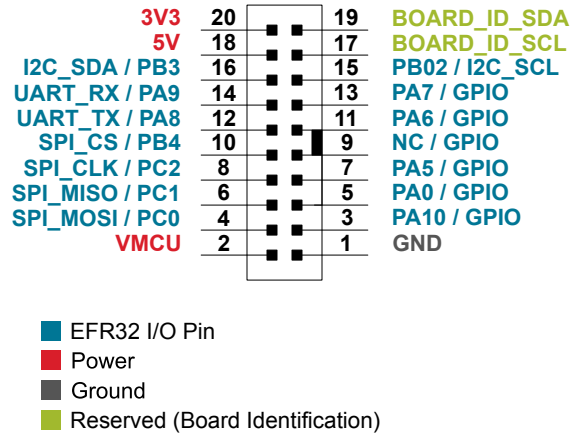 3V3 20 19 BOARD_ID_SDA
5V 18 17 BOARD_ID_SCL
I2C_SDA / PB3 16 15 PB02 / I2C_SCL
UART_RX / PA9 14 13 PA7 / GPIO
UART_TX / PA8 12 11 PA6 / GPIO
SPI_CS / PB4 10 9 NC / GPIO
SPI_CLK / PC2 8 7 PA5 / GPIO
SPI_MISO / PC1 6 5 PA0 / GPIO
SPI_MOSI / PC0 4 3 PA10 / GPIO
VMCU 2 1 GND
EFR32 I/O Pin
Power
Ground
Reserved (Board Identification)